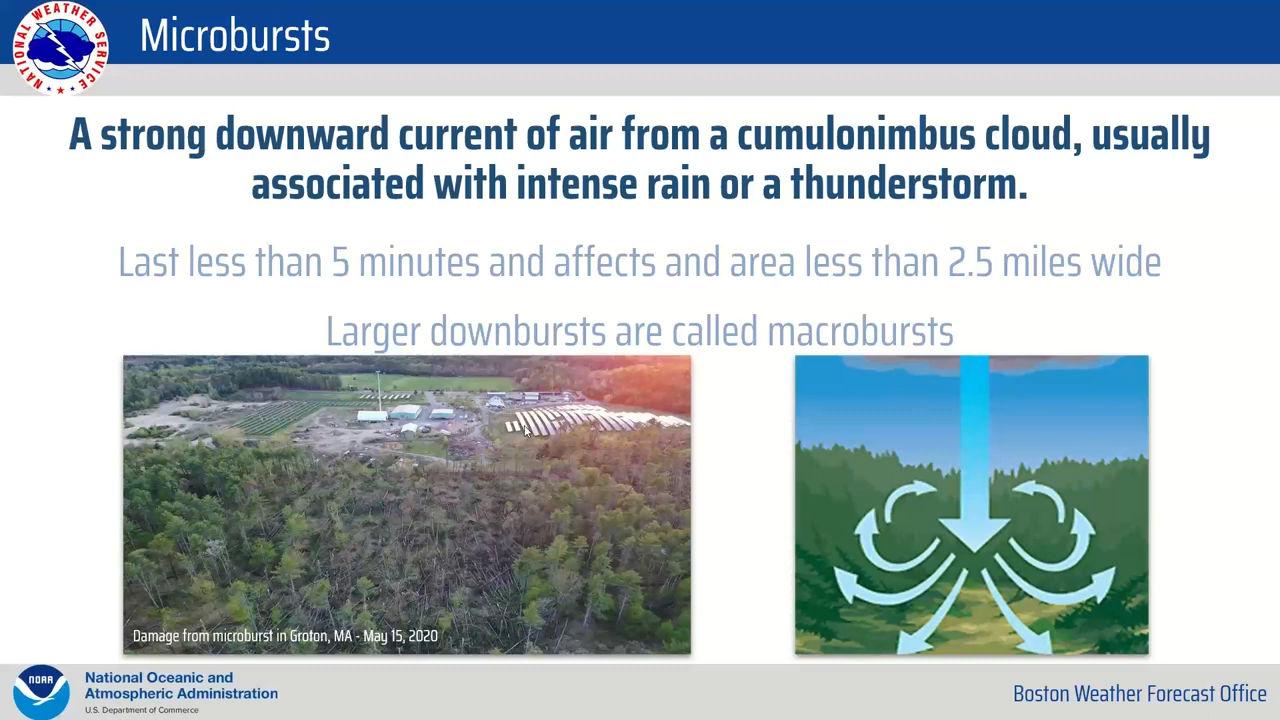 NATIONAL WEATHER SERVICE
Microbursts
A strong downward current of air from a cumulonimbus cloud, usually
associated with intense rain or a thunderstorm.
Last less than 5 minutes and affects and area less than 2.5 miles wide
Larger downbursts are called macrobursts
Damage from microburst in Groton, MA - May 15, 2020
NOAA
National Oceanic and
Atmospheric Administration
U.S. Department of Commerce
Boston Weather Forecast Office